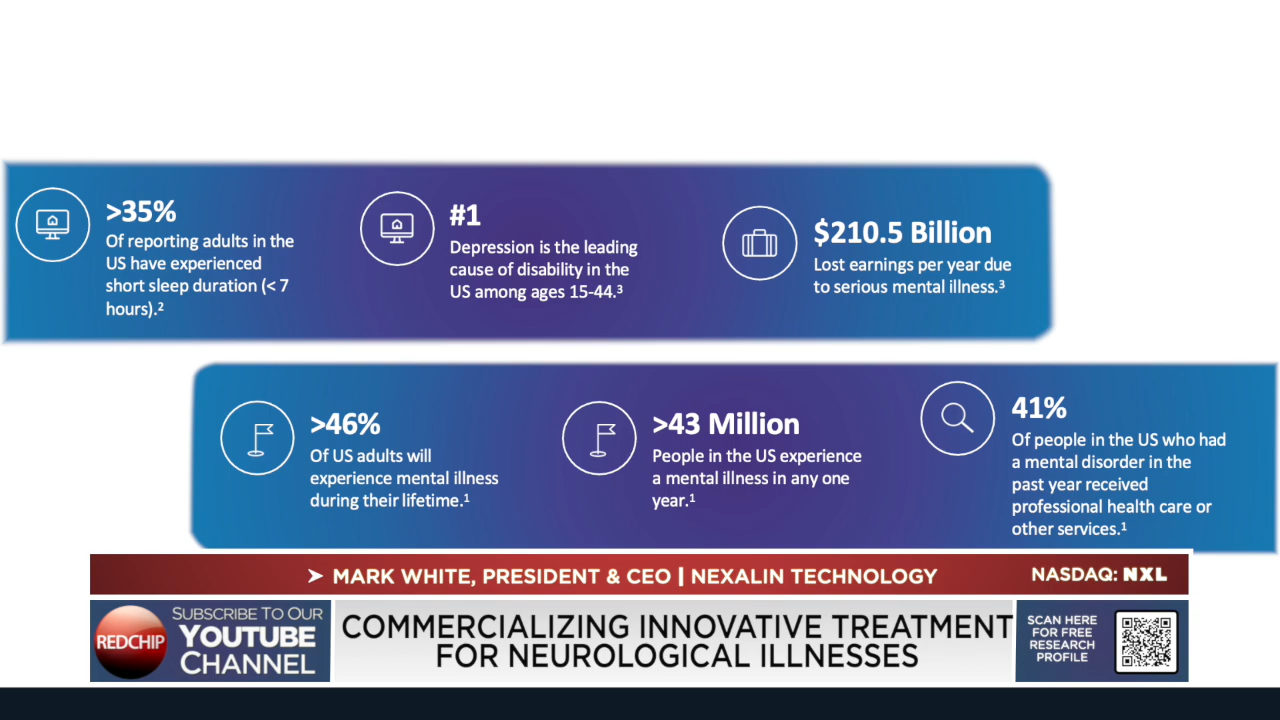 >35%
Of reporting adults in the
US have experienced
short sleep duration (< 7
hours).²
#1
Depression is the leading
cause of disability in the
US among ages 15-44.³
$210.5 Billion
Lost earnings per year due
to serious mental illness.³
>46%
Of US adults will
experience mental illness
during their lifetime.¹
>43 Million
People in the US experience
a mental illness in any one
year.¹
41%
Of people in the US who had
a mental disorder in the
past year received
professional health care or
other services.¹
➤ MARK WHITE, PRESIDENT & CEO | NEXALIN TECHNOLOGY
NASDAQ: NXL
REDCHIP
SUBSCRIBE TO OUR
YOUTUBE
CHANNEL
COMMERCIALIZING INNOVATIVE TREATMENT
FOR NEUROLOGICAL ILLNESSES
SCAN HERE
FOR FREE
RESEARCH
PROFILE